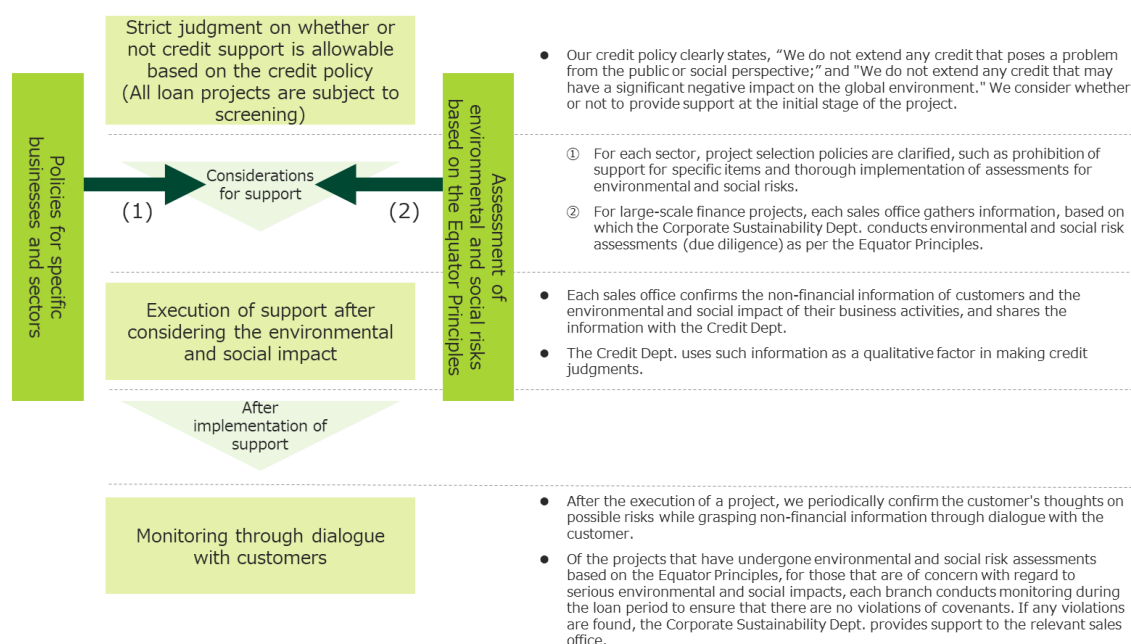 Strict judgment on whether or
not credit support is allowable
based on the credit policy
(All loan projects are subject to
screening)
● Our credit policy clearly states, “We do not extend any credit that poses a problem
from the public or social perspective;” and "We do not extend any credit that may
have a significant negative impact on the global environment." We consider whether
or not to provide support at the initial stage of the project.
Policies for specific
businesses and sectors
(1)
Considerations
for support
(2)
Assessment of
environmental and social risks
based on the Equator Principles
① For each sector, project selection policies are clarified, such as prohibition of
support for specific items and thorough implementation of assessments for
environmental and social risks.
② For large-scale finance projects, each sales office gathers information, based on
which the Corporate Sustainability Dept. conducts environmental and social risk
assessments (due diligence) as per the Equator Principles.
Execution of support after
considering the environmental
and social impact
● Each sales office confirms the non-financial information of customers and the
environmental and social impact of their business activities, and shares the
information with the Credit Dept.
● The Credit Dept. uses such information as a qualitative factor in making credit
judgments.
After
implementation of
support
Monitoring through dialogue
with customers
● After the execution of a project, we periodically confirm the customer's thoughts on
possible risks while grasping non-financial information through dialogue with the
customer.
● Of the projects that have undergone environmental and social risk assessments
based on the Equator Principles, for those that are of concern with regard to
serious environmental and social impacts, each branch conducts monitoring during
the loan period to ensure that there are no violations of covenants. If any violations
are found, the Corporate Sustainability Dept. provides support to the relevant sales
office.